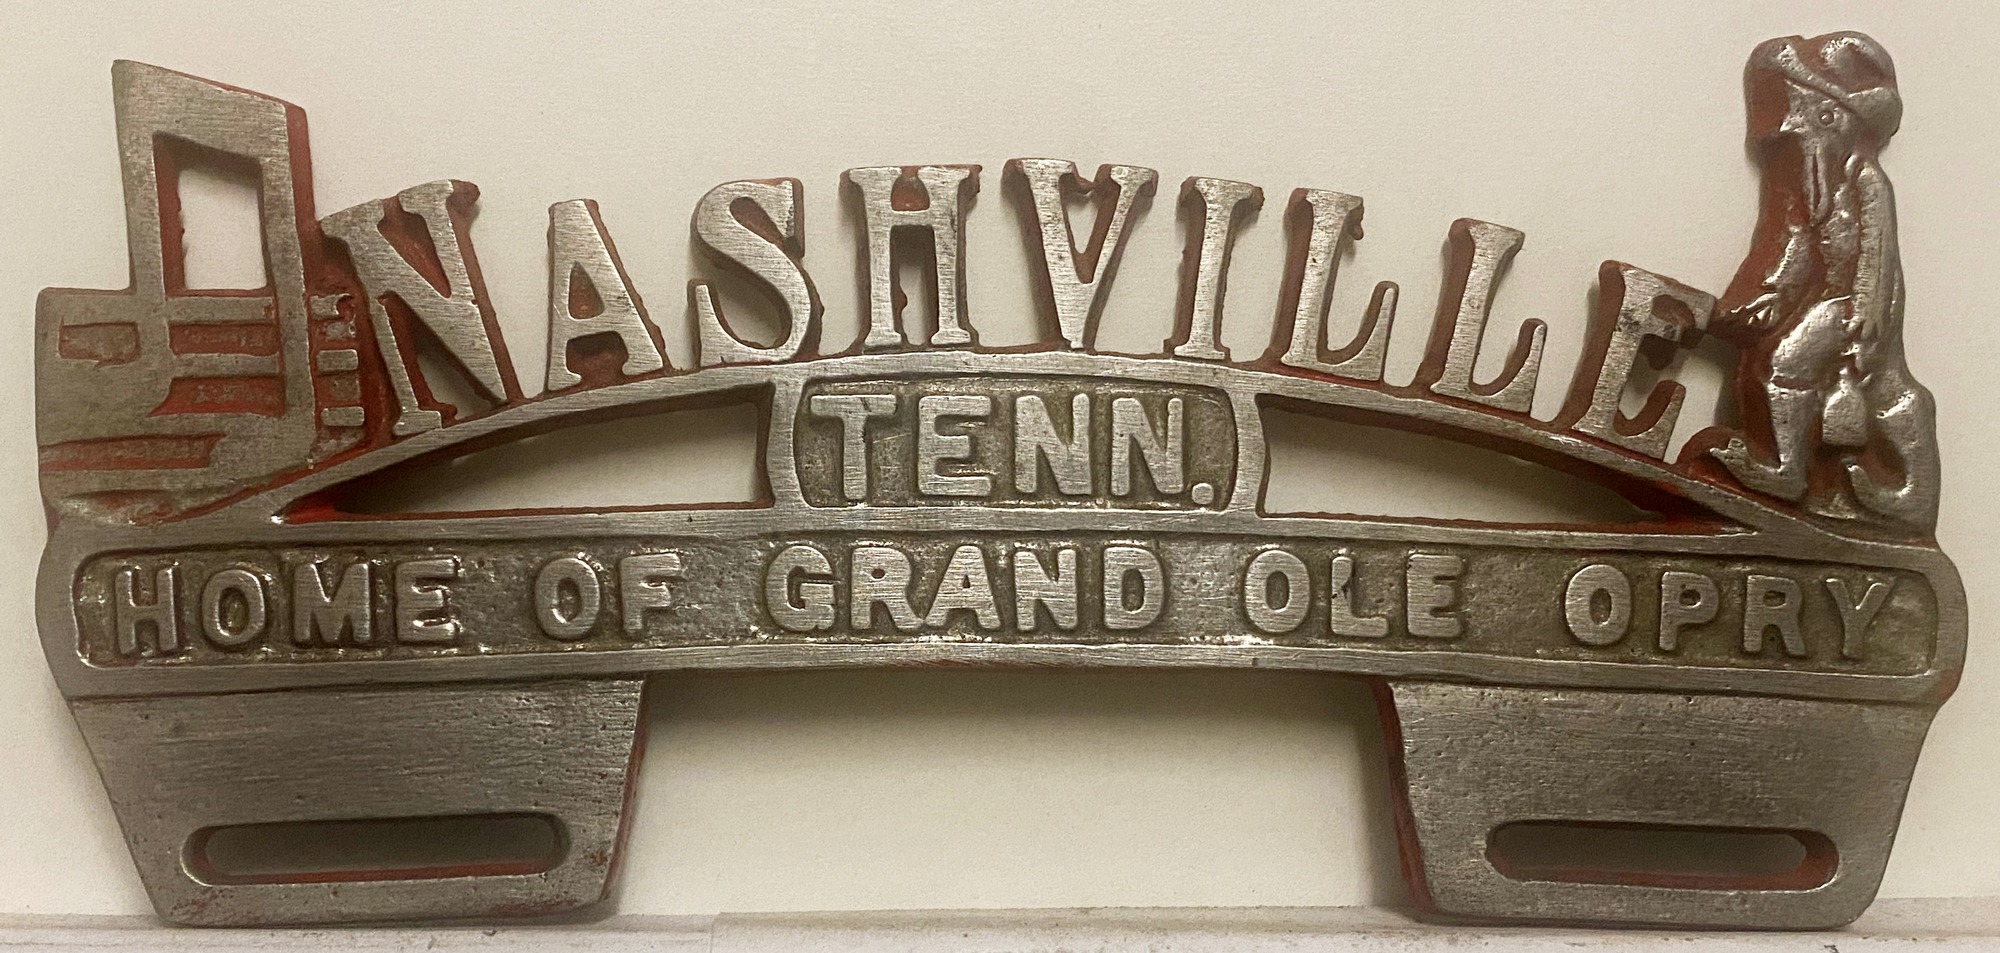 NASHVILLE
TENN.
HOME OF GRAND OLE OPRY